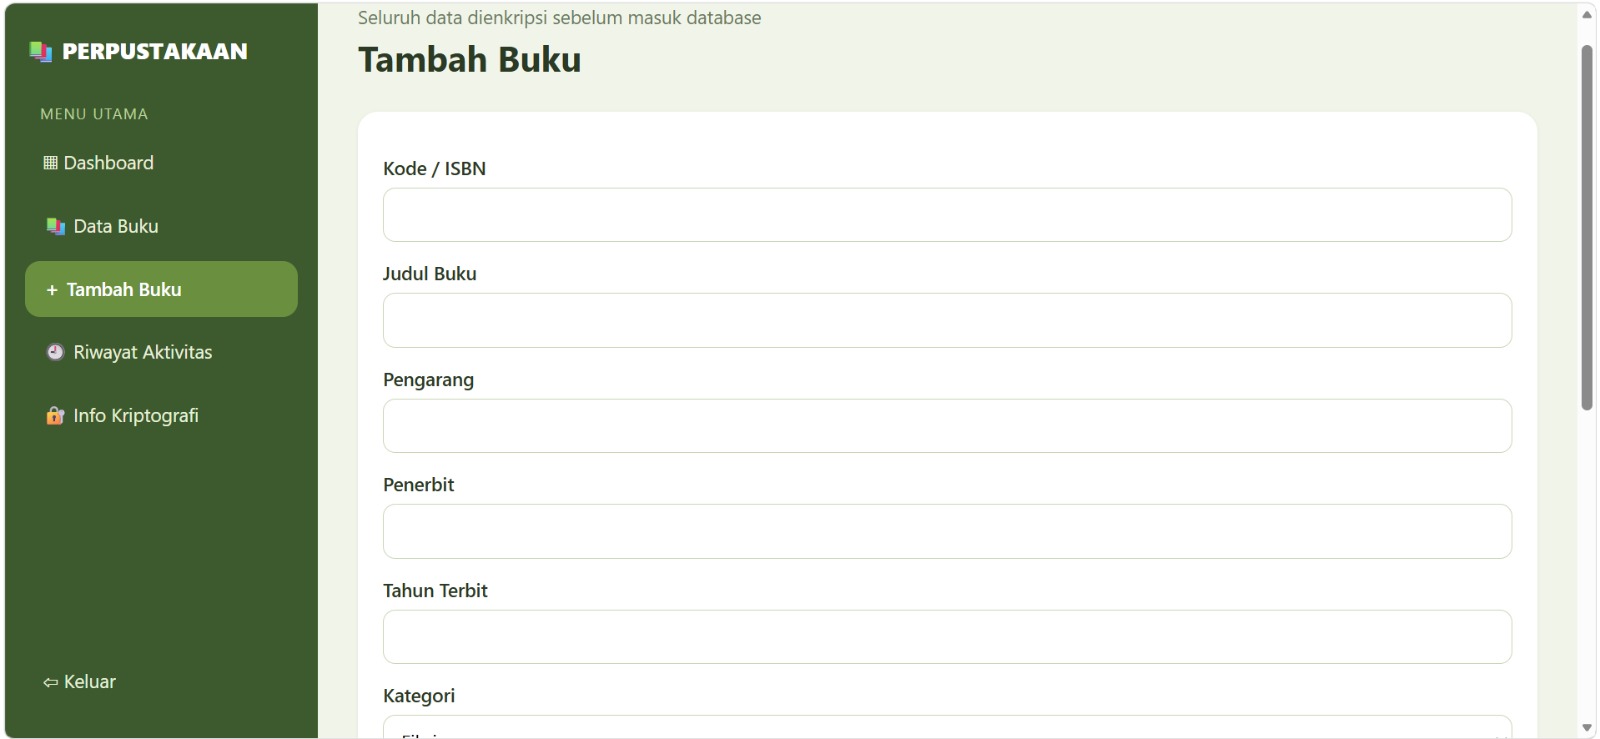 PERPUSTAKAAN
MENU UTAMA
Dashboard
Data Buku
+ Tambah Buku
Riwayat Aktivitas
Info Kriptografi
⇦ Keluar
Seluruh data dienkripsi sebelum masuk database
Tambah Buku
Kode / ISBN
Judul Buku
Pengarang
Penerbit
Tahun Terbit
Kategori